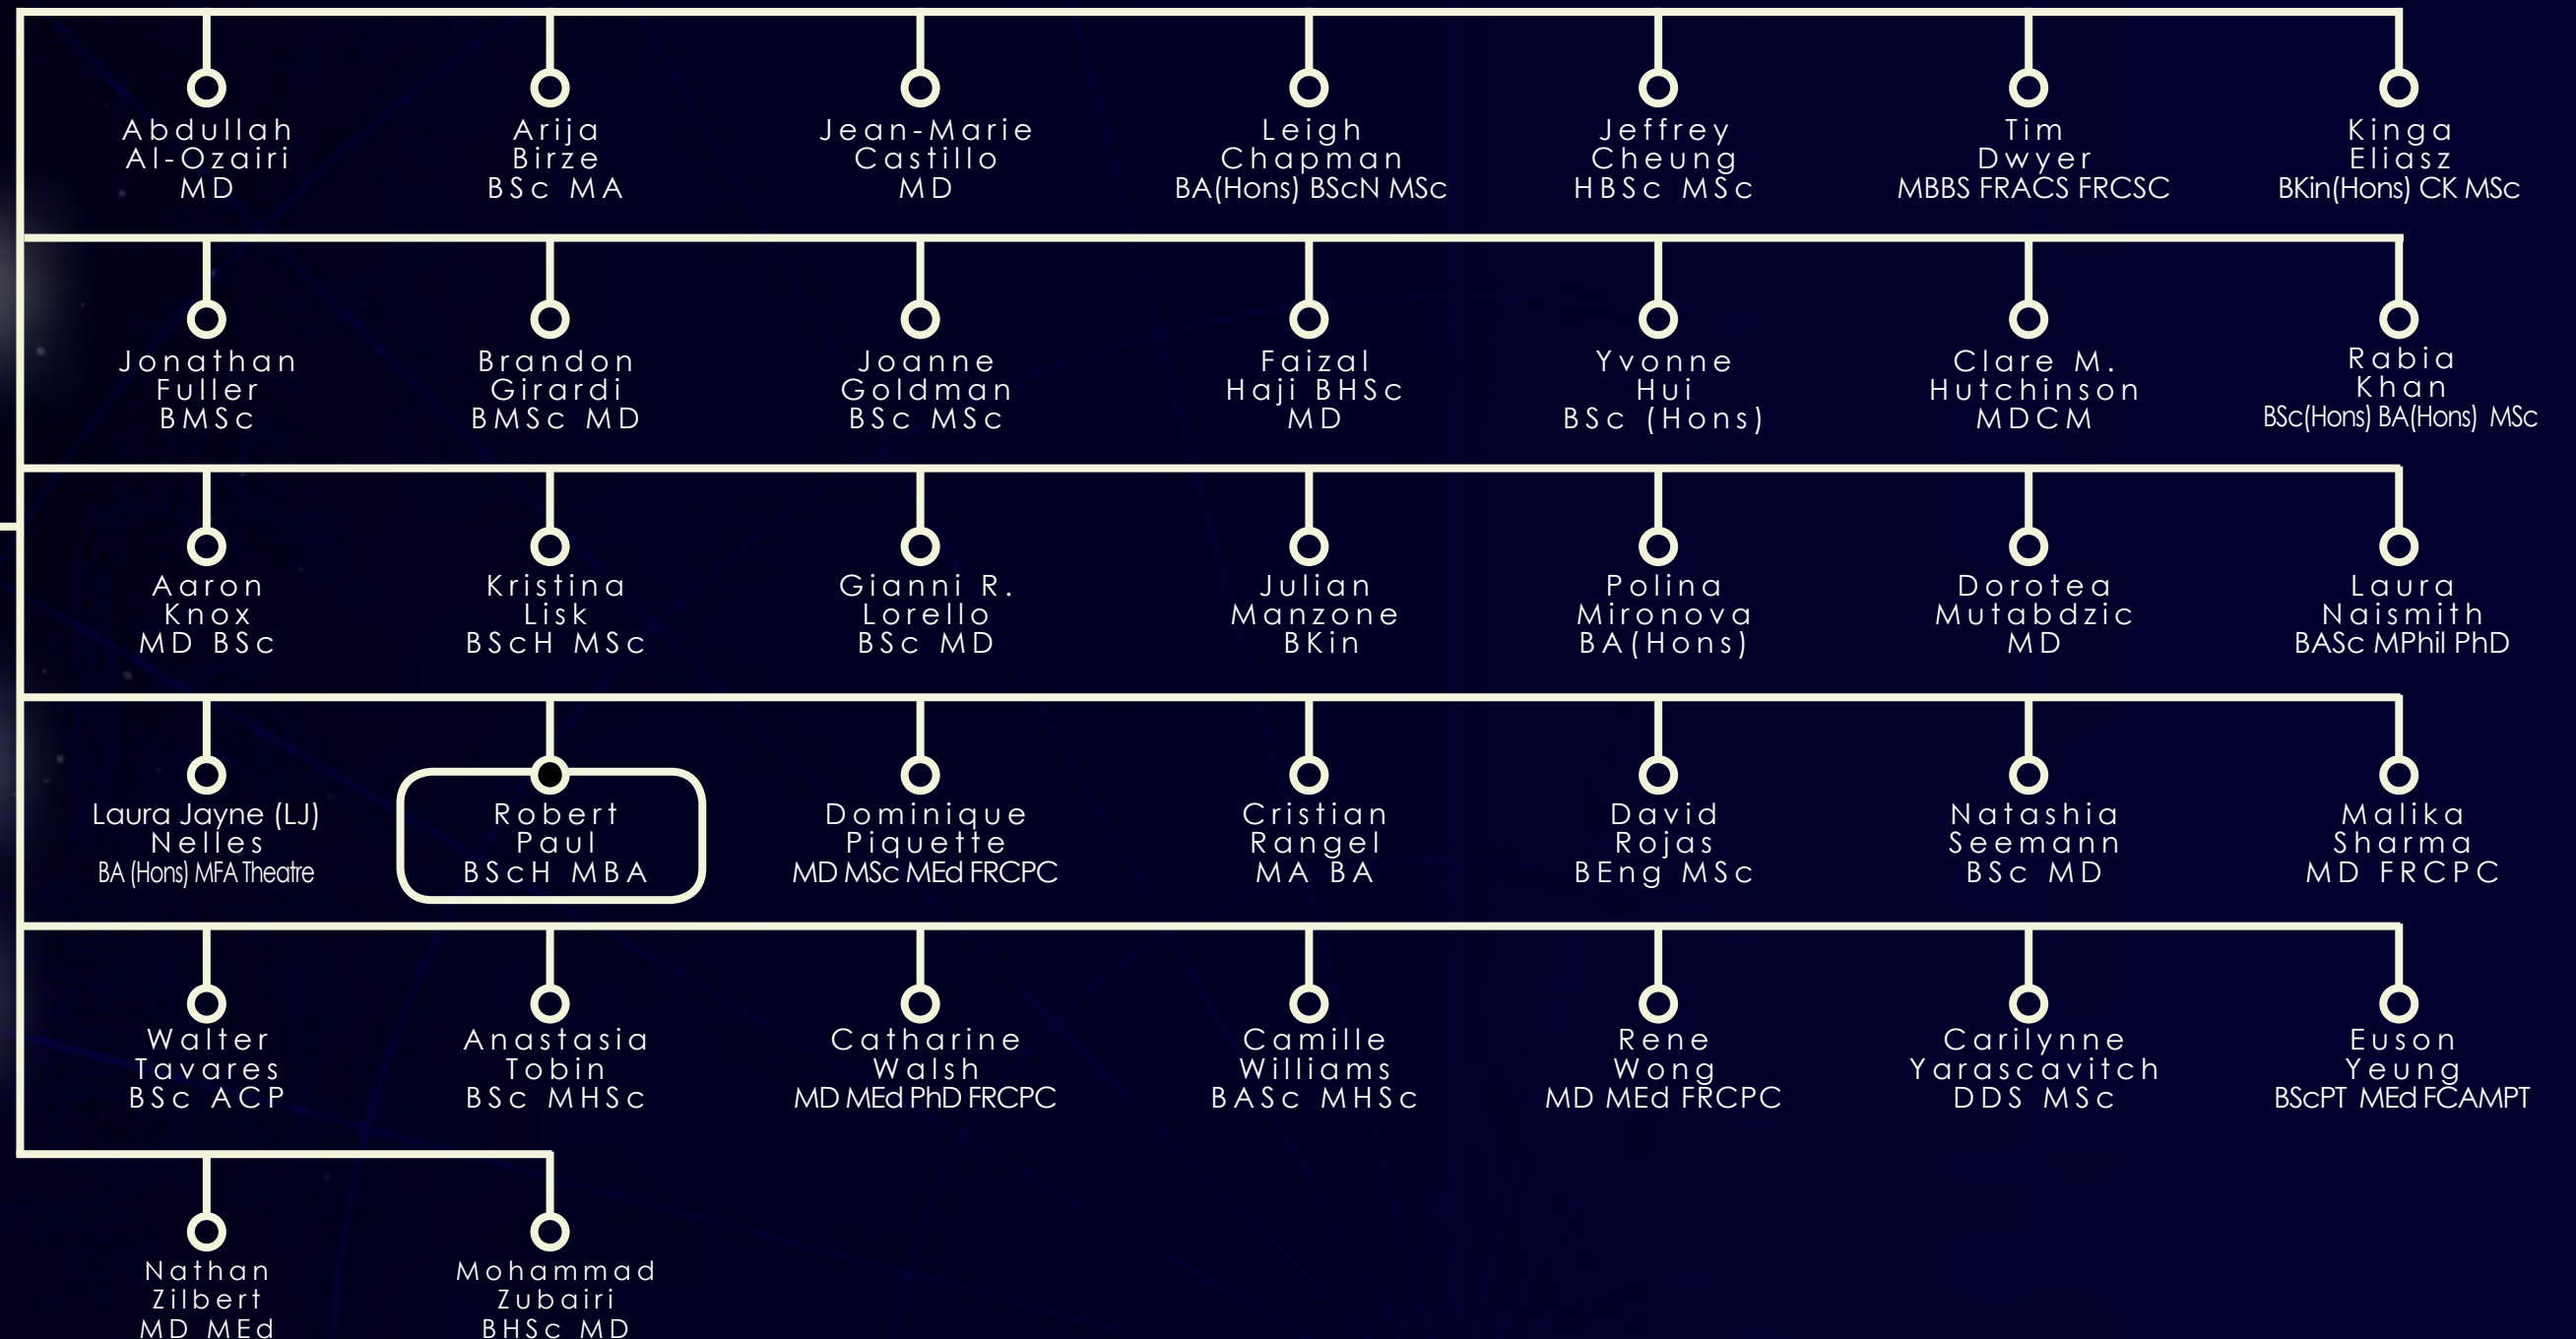 Abdullah
Al-Ozairi
MD
Arija
Birze
BSc MA
Jean-Marie
Castillo
MD
Leigh
Chapman
BA(Hons) BScN MSc
Jeffrey
Cheung
HBSc MSc
Tim
Dwyer
MBBS FRACS FRCSC
Kinga
Eliasz
BKin(Hons) CK MSc
Jonathan
Fuller
BMSc
Brandon
Girardi
BMSc MD
Joanne
Goldman
BSc MSc
Faizal
Haji BHSc
MD
Yvonne
Hui
BSc (Hons)
Clare M.
Hutchinson
MDCM
Rabia
Khan
BSc(Hons) BA(Hons) MSc
Aaron
Knox
MD BSc
Kristina
Lisk
BScH MSc
Gianni R.
Lorello
BSc MD
Julian
Manzone
BKin
Polina
Mironova
BA(Hons)
Dorotea
Mutabdzic
MD
Laura
Naismith
BASc MPhil PhD
Laura Jayne (LJ)
Nelles
BA (Hons) MFA Theatre
Robert
Paul
BScH MBA
Dominique
Piquette
MD MSc MEd FRCPC
Cristian
Rangel
MA BA
David
Rojas
BEng MSc
Natashia
Seemann
BSc MD
Malika
Sharma
MD FRCPC
Walter
Tavares
BSc ACP
Anastasia
Tobin
BSc MHSc
Catharine
Walsh
MD MEd PhD FRCPC
Camille
Williams
BASc MHSc
Rene
Wong
MD MEd FRCPC
Carilynne
Yarascavitch
DDS MSc
Euson
Yeung
BScPT MEd FCAMPT
Nathan
Zilbert
MD MEd
Mohammad
Zubairi
BHSc MD